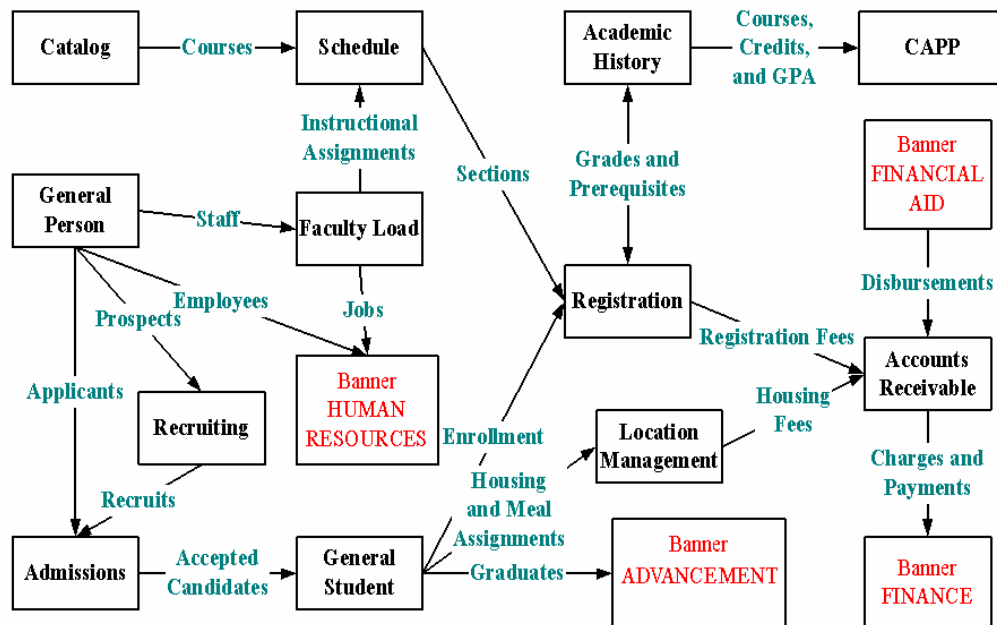 Catalog
Courses
Schedule
Academic
History
Courses,
Credits,
and GPA
CAPP
Instructional
Assignments
Sections
Grades and
Prerequisites
Banner
FINANCIAL
AID
General
Person
Staff
Faculty Load
Employees
Prospects
Jobs
Registration
Disbursements
Registration Fees
Applicants
Recruiting
Banner
HUMAN
RESOURCES
Enrollment
Location
Management
Housing
Fees
Accounts
Receivable
Recruits
Housing
and Meal
Assignments
Charges and
Payments
Admissions
Accepted
Candidates
General
Student
Graduates
Banner
ADVANCEMENT
Banner
FINANCE